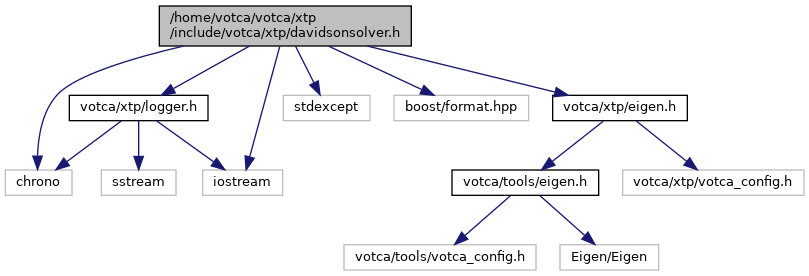 /home/votca/votca/xtp
/include/votca/xtp/davidsonsolver.h
votca/xtp/logger.h
stdexcept
boost/format.hpp
votca/xtp/eigen.h
chrono
sstream
iostream
votca/tools/eigen.h
votca/xtp/votca_config.h
votca/tools/votca_config.h
Eigen/Eigen